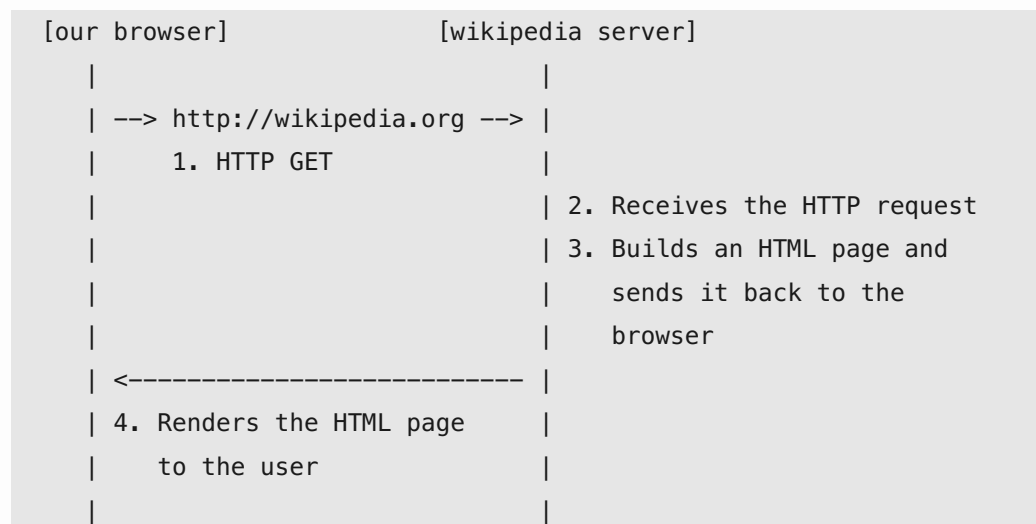 [our browser]               [wikipedia server]
   |                               |
   | --> http://wikipedia.org --> |
   |     1. HTTP GET               |
   |                               | 2. Receives the HTTP request
   |                               | 3. Builds an HTML page and
   |                               |    sends it back to the
   |                               |    browser
   | <--------------------------- |
   | 4. Renders the HTML page      |
   |    to the user                |
   |                               |